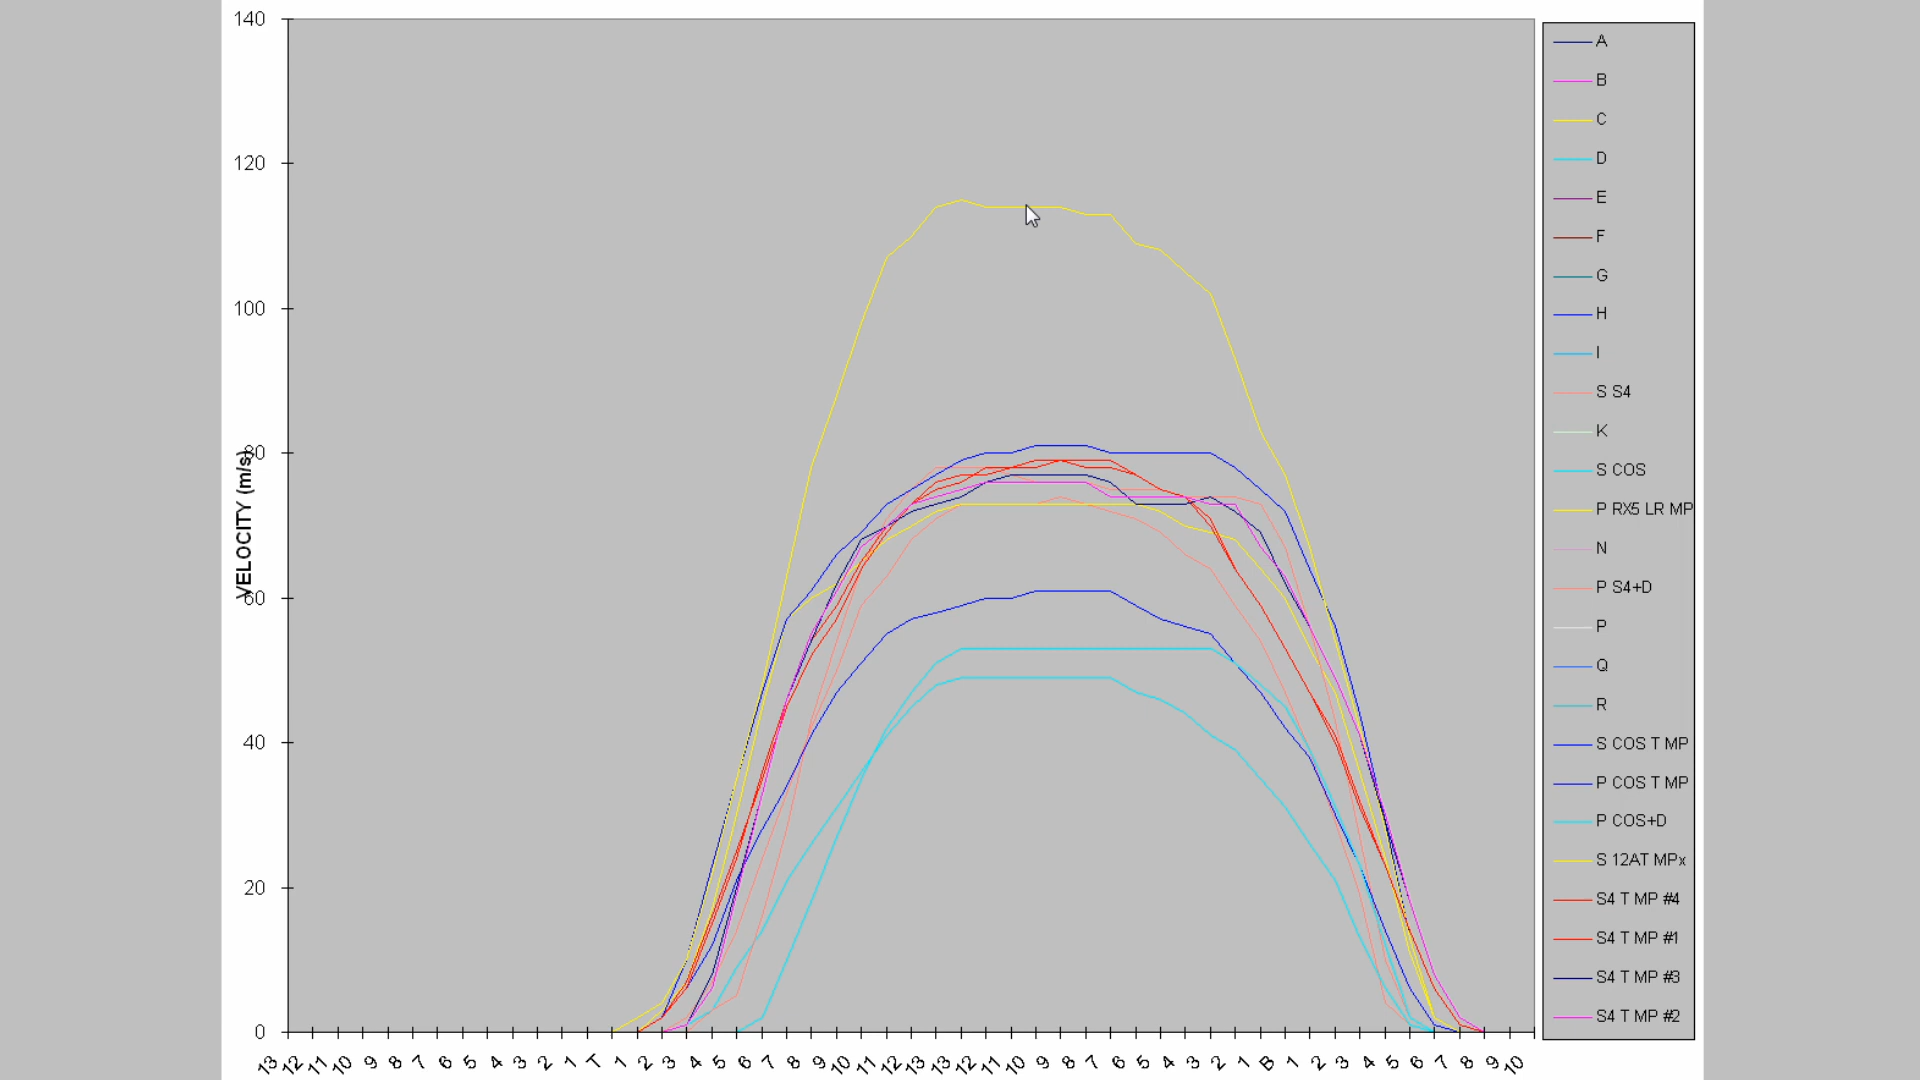 140
120
100
80
60
40
20
0
VELOCITY (m/s)
13 12 11 10 9 8 7 6 5 4 3 2 1 T 1 2 3 4 5 6 7 8 9 10 11 12 13 12 11 10 9 8 7 6 5 4 3 2 1 B 1 2 3 4 5 6 7 8 9 10
A
B
C
D
E
F
G
H
I
S S4
K
S COS
P RX5 LR MP
N
P S4+D
P
Q
R
S COS T MP
P COS T MP
P COS+D
S 12AT MPx
S4 T MP #4
S4 T MP #1
S4 T MP #3
S4 T MP #2